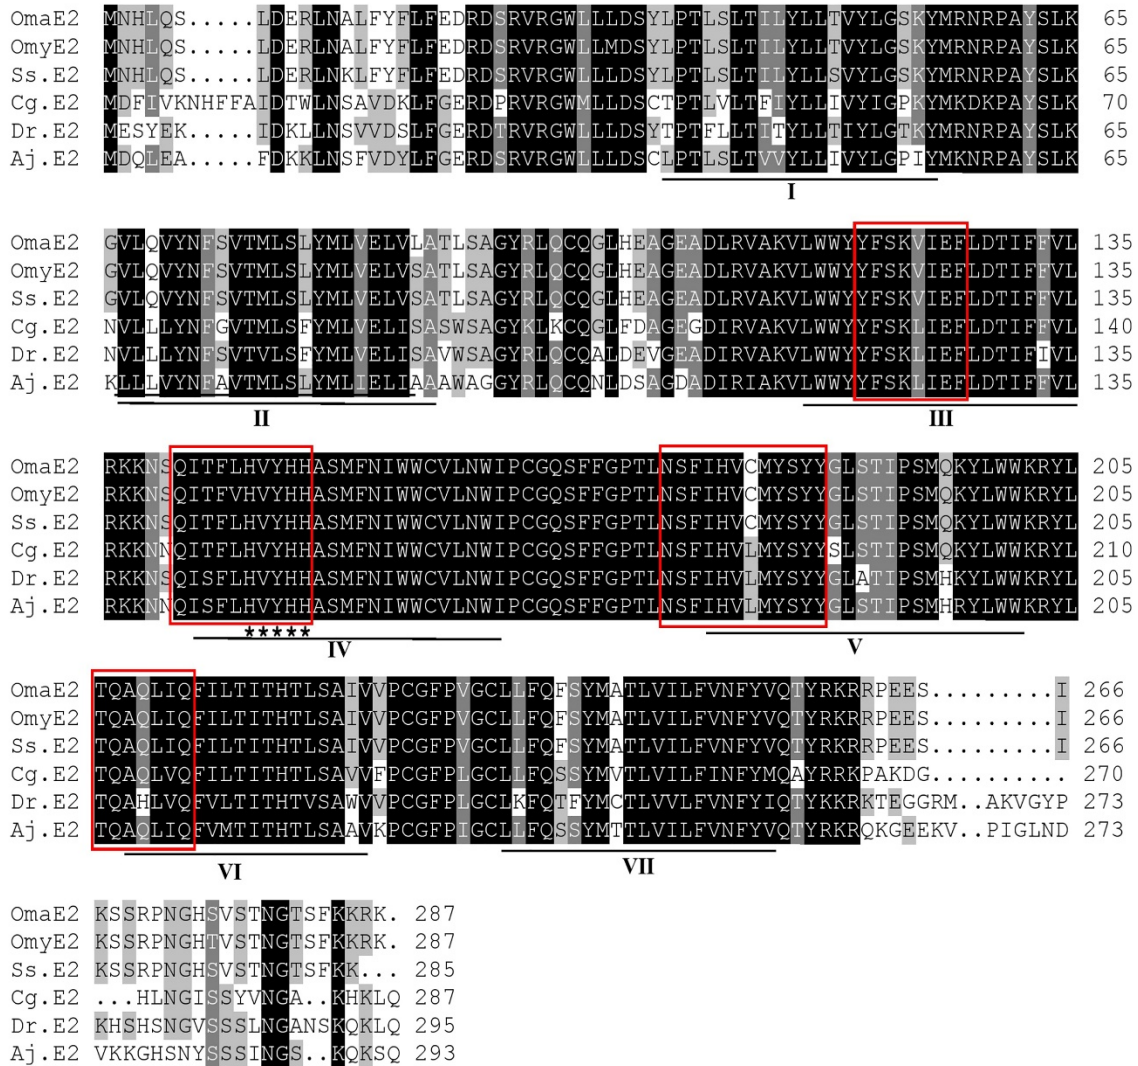 OmaE2 MNHLQS.....LDERLNALFYFLFEDRDSRVRGWLLLDSYLPTLSLTILYLLTVYLGSKYMRNRPAYSLK 65
OmyE2 MNHLQS.....LDERLNALFYFLFEDRDSRVRGWLLMDSYLPTLSLTILYLLTVYLGSKYMRNRPAYSLK 65
Ss.E2 MNHLQS.....LDERLNKLFYFLFEDRDSRVRGWLLLDSYLPTLSLTILYLLSVYLGSKYMRNRPAYSLK 65
Cg.E2 MDFIVKNHFFAIDTWLNSAVDKLFGERDPRVRGWMLLDSCTPTLVLTFIYLLIVYIGPKYMKDKPAYSLK 70
Dr.E2 MESYEK.....IDKLLNSVVDSLFGERDTRVRGWLLLDSYTPTFLLTITYLLTIYLGTKYMKNRPAYSLK 65
Aj.E2 MDQLEA.....FDKKLNSFVDYLFGERDSRVRGWLLLDSCLPTLSLTVVYLLIVYLGPIYMKNRPAYSLK 65
I
OmaE2 GVLQVYNFSVTMLSLYMLVELVLATLSAGYRLQCQGLHEAGEADLRVAKVLWWYYFSKVIEFLDTIFFVL 135
OmyE2 GVLQVYNFSVTMLSLYMLVELVSATLSAGYRLQCQGLHEAGEADLRVAKVLWWYYFSKVIEFLDTIFFVL 135
Ss.E2 GVLQVYNFSVTMLSLYMLVELVSATLSAGYRLQCQGLHEAGEADLRVAKVLWWYYFSKVIEFLDTIFFVL 135
Cg.E2 NVLLLYNFGVTMLSFYMLVELISASWSAGYKLKCQGLFDAGEGDIRVAKVLWWYYFSKLIEFLDTIFFVL 140
Dr.E2 NVLLLYNFSVTVLSFYMLVELISAVWSAGYRLQCQALDEVGEADIRVAKVLWWYYFSKLIEFLDTIFIVL 135
Aj.E2 KLLLVYNFAVTMLSLYMLIELIAAAWAGGYRLQCQNLDSAGDADIRIAKVLWWYYFSKLIEFLDTIFFVL 135
II III
OmaE2 RKKNSQITFLHVYHHASMFNIWWCVLNWIPCGQSFFGPTLNSFIHVCMYSYYGLSTIPSMQKYLWWKRYL 205
OmyE2 RKKNSQITFVHVYHHASMFNIWWCVLNWIPCGQSFFGPTLNSFIHVCMYSYYGLSTIPSMQKYLWWKRYL 205
Ss.E2 RKKNSQITFLHVYHHASMFNIWWCVLNWIPCGQSFFGPTLNSFIHVCMYSYYGLSTIPSMQKYLWWKRYL 205
Cg.E2 RKKNNQITFLHVYHHASMFNIWWCVLNWIPCGQSFFGPTLNSFIHVLMYSYYSLSTIPSMQKYLWWKRYL 210
Dr.E2 RKKNSQISFLHVYHHASMFNIWWCVLNWIPCGQSFFGPTLNSFIHVLMYSYYGLATIPSMHKYLWWKRYL 205
Aj.E2 RKKNNQISFLHVYHHASMFNIWWCVLNWIPCGQSFFGPTLNSFIHVLMYSYYGLSTIPSMHRYLWWKRYL 205
*****
IV V
OmaE2 TQAQLIQFILTITHTLSAIVVPCGFPVGCLLFQFSYMATLVILFVNFYVQTYRKRRPEES.........I 266
OmyE2 TQAQLIQFILTITHTLSAIVVPCGFPVGCLLFQFSYMATLVILFVNFYVQTYRKRRPEES.........I 266
Ss.E2 TQAQLIQFILTITHTLSAIVVPCGFPVGCLLFQFSYMATLVILFVNFYVQTYRKRRPEES.........I 266
Cg.E2 TQAQLVQFILTITHTLSAVVFPCGFPLGCLLFQSSYMVTLVILFINFYMQAYRRKPAKDG.......... 270
Dr.E2 TQAHLVQFVLTITHTVSAWVVPCGFPLGCLKFQTFYMCTLVVLFVNFYIQTYKKRKTEGGRM..AKVGYP 273
Aj.E2 TQAQLIQFVMTITHTLSAAVKPCGFPIGCLLFQSSYMTTLVILFVNFYVQTYRKRQKGEEKV..PIGLND 273
VI VII
OmaE2 KSSRPNGHSVSTNGTSFKKRK. 287
OmyE2 KSSRPNGHTVSTNGTSFKKRK. 287
Ss.E2 KSSRPNGHSVSTNGTSFKK... 285
Cg.E2 ...HLNGISSYVNGA..KHKLQ 287
Dr.E2 KHSHSNGVSSSLNGANSKQKLQ 295
Aj.E2 VKKGHSNYSSSINGS..KQKSQ 293